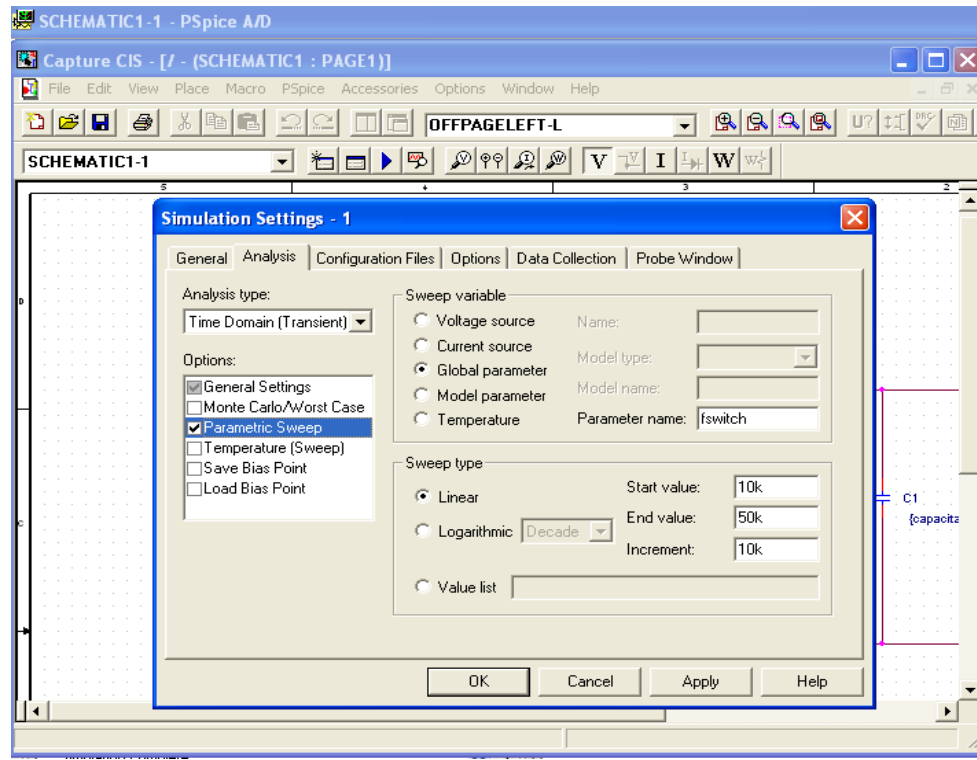 SCHEMATIC1-1 - PSpice A/D
Capture CIS - [/ - (SCHEMATIC1 : PAGE1)]
File Edit View Place Macro PSpice Accessories Options Window Help
OFFPAGELEFT-L
U?
DRC
SCHEMATIC1-1
V V I I W W
5 4 3 2
Simulation Settings - 1
General Analysis Configuration Files Options Data Collection Probe Window
Analysis type:
Time Domain (Transient)
Options:
General Settings
Monte Carlo/Worst Case
Parametric Sweep
Temperature (Sweep)
Save Bias Point
Load Bias Point
Sweep variable
Voltage source Name:
Current source
Model type:
Global parameter
Model name:
Model parameter
Temperature Parameter name: fswitch
Sweep type
Linear Start value: 10k
End value: 50k
Logarithmic Decade
Increment: 10k
Value list
D
C
C1
{capacita
OK Cancel Apply Help